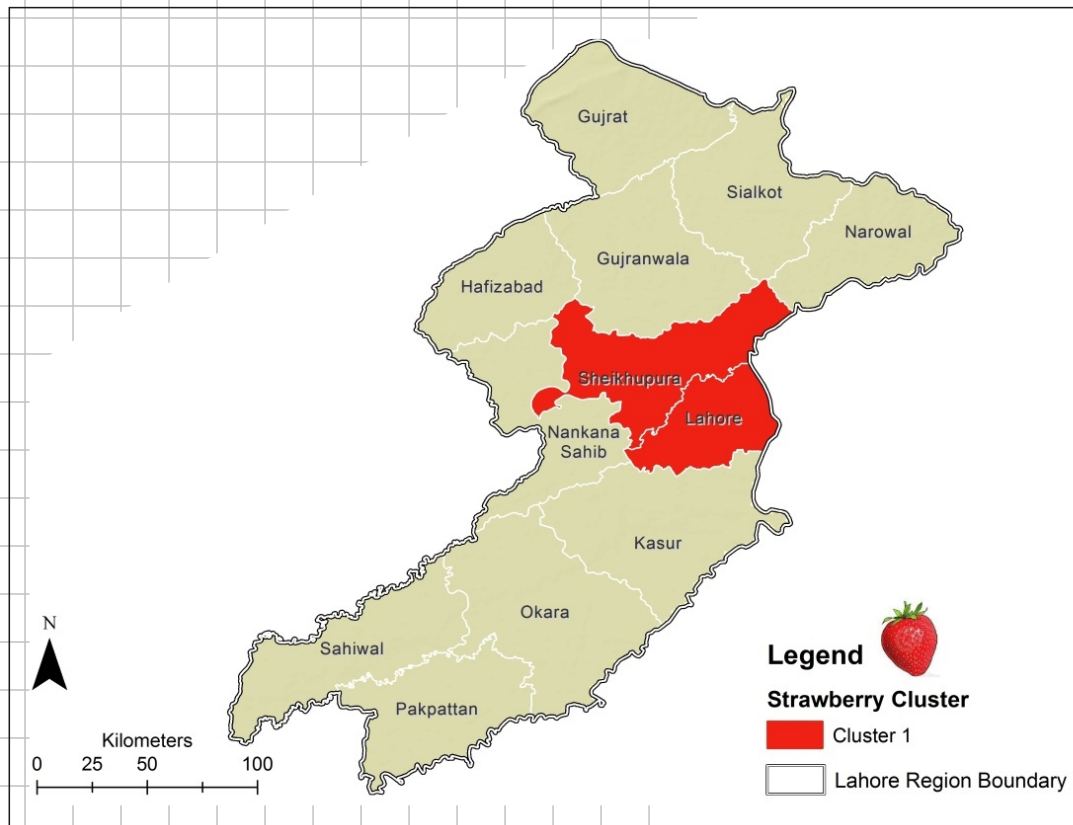 Gujrat
Sialkot
Narowal
Gujranwala
Hafizabad
Sheikhupura
Lahore
Nankana
Sahib
Kasur
Okara
Sahiwal
Pakpattan
N
Kilometers
0 25 50 100
Legend
Strawberry Cluster
Cluster 1
Lahore Region Boundary